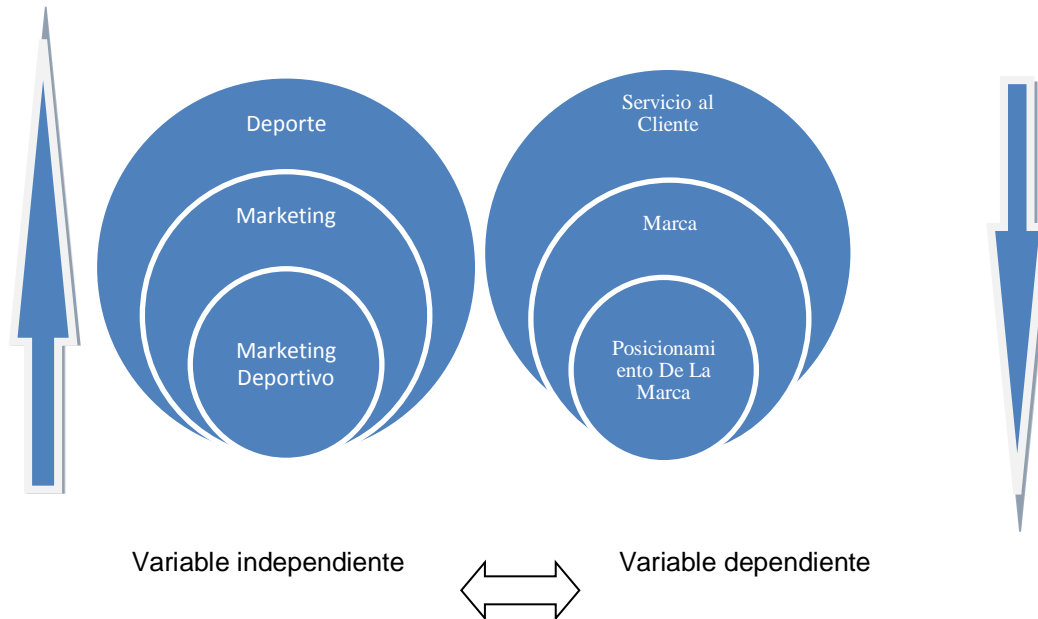 Deporte
Marketing
Marketing
Deportivo
Servicio al
Cliente
Marca
Posicionami
ento De La
Marca
Variable independiente
Variable dependiente